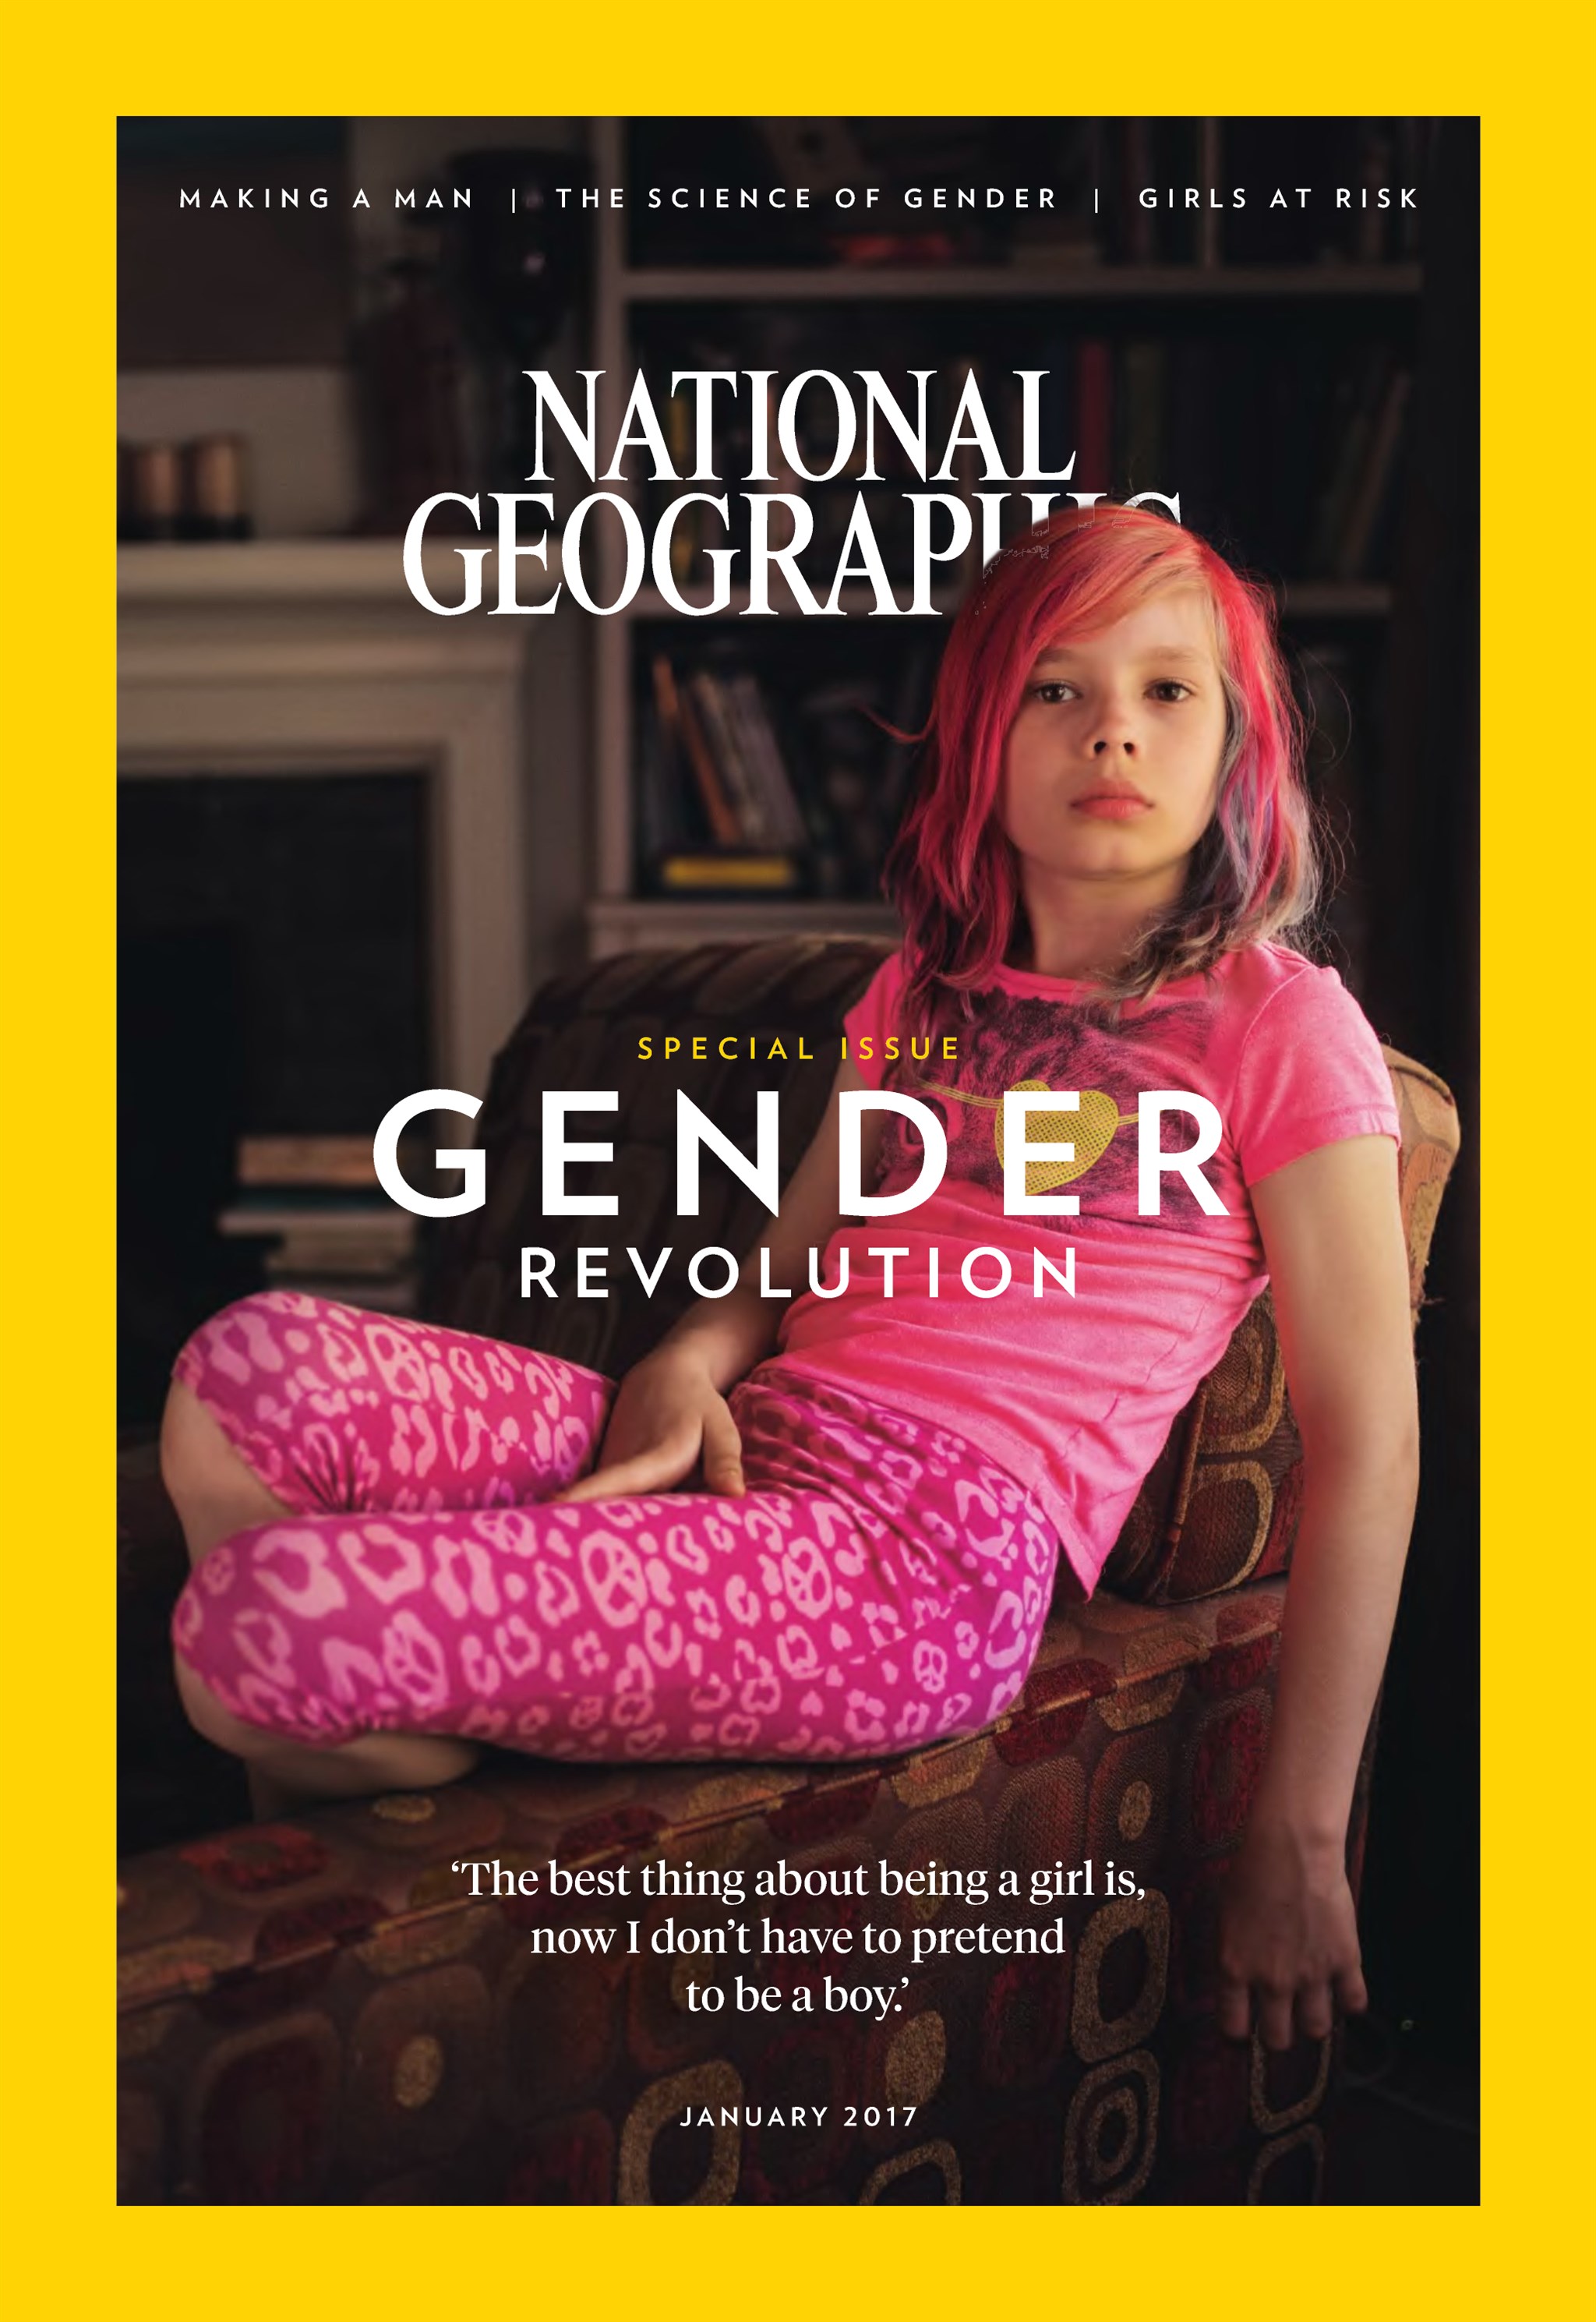 MAKING A MAN | THE SCIENCE OF GENDER | GIRLS AT RISK
NATIONAL
GEOGRAPHIC
SPECIAL ISSUE
GENDER
REVOLUTION
‘The best thing about being a girl is,
now I don’t have to pretend
to be a boy.’
JANUARY 2017